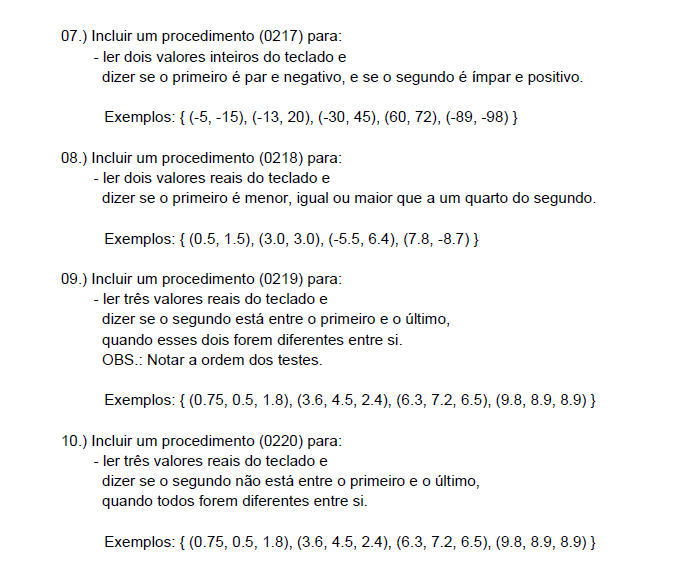 07.) Incluir um procedimento (0217) para:
- ler dois valores inteiros do teclado e
dizer se o primeiro é par e negativo, e se o segundo é ímpar e positivo.
Exemplos: { (-5, -15), (-13, 20), (-30, 45), (60, 72), (-89, -98) }
08.) Incluir um procedimento (0218) para:
- ler dois valores reais do teclado e
dizer se o primeiro é menor, igual ou maior que a um quarto do segundo.
Exemplos: { (0.5, 1.5), (3.0, 3.0), (-5.5, 6.4), (7.8, -8.7) }
09.) Incluir um procedimento (0219) para:
- ler três valores reais do teclado e
dizer se o segundo está entre o primeiro e o último,
quando esses dois forem diferentes entre si.
OBS.: Notar a ordem dos testes.
Exemplos: { (0.75, 0.5, 1.8), (3.6, 4.5, 2.4), (6.3, 7.2, 6.5), (9.8, 8.9, 8.9) }
10.) Incluir um procedimento (0220) para:
- ler três valores reais do teclado e
dizer se o segundo não está entre o primeiro e o último,
quando todos forem diferentes entre si.
Exemplos: { (0.75, 0.5, 1.8), (3.6, 4.5, 2.4), (6.3, 7.2, 6.5), (9.8, 8.9, 8.9) }